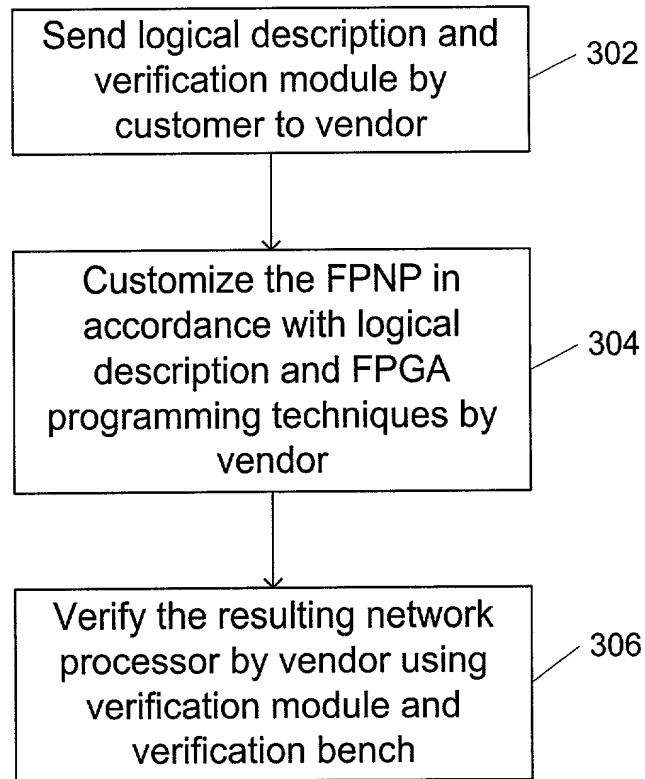 Send logical description and
verification module by
customer to vendor
302
Customize the FPNP in
accordance with logical
description and FPGA
programming techniques by
vendor
304
Verify the resulting network
processor by vendor using
verification module and
verification bench
306